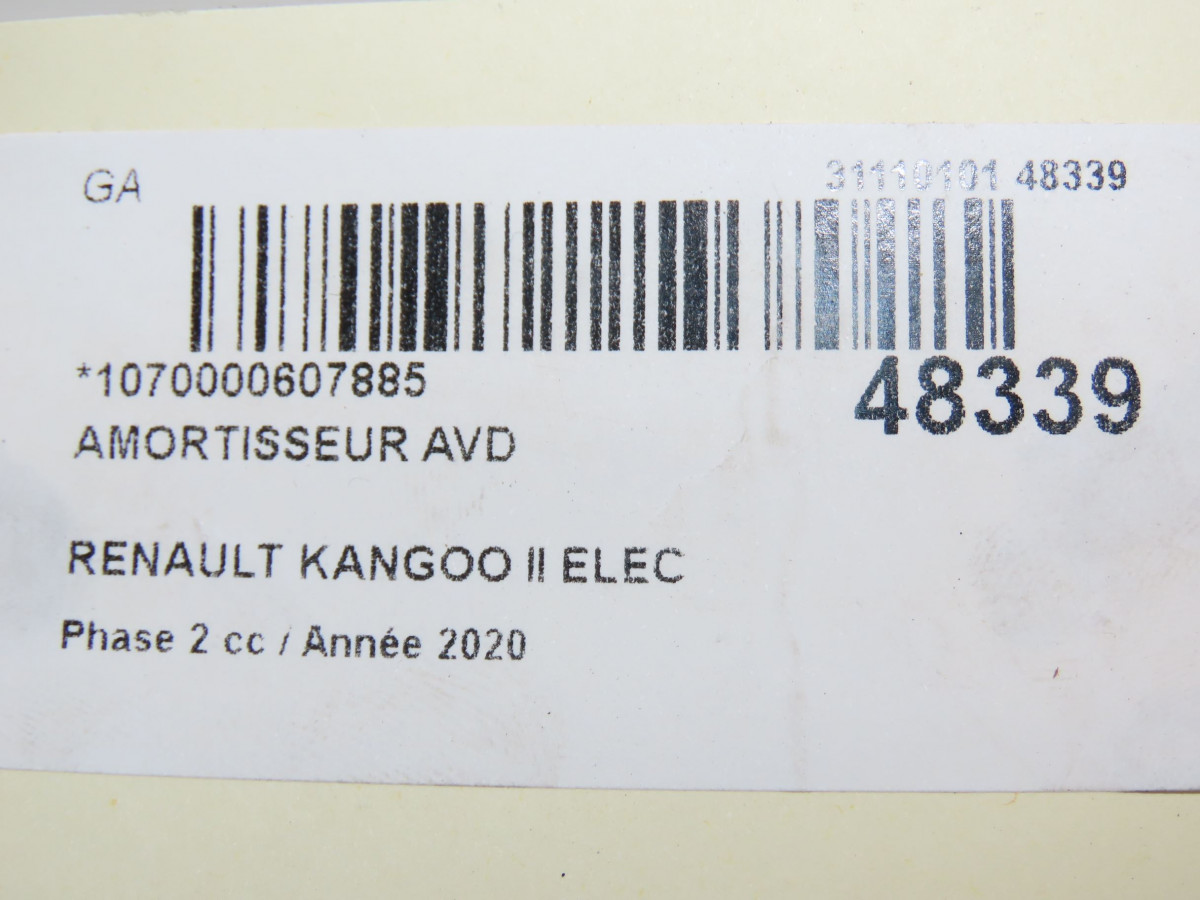 GA
31110101 48339
*1070000607885
48339
AMORTISSEUR AVD
RENAULT KANGOO II ELEC
Phase 2 cc / Année 2020